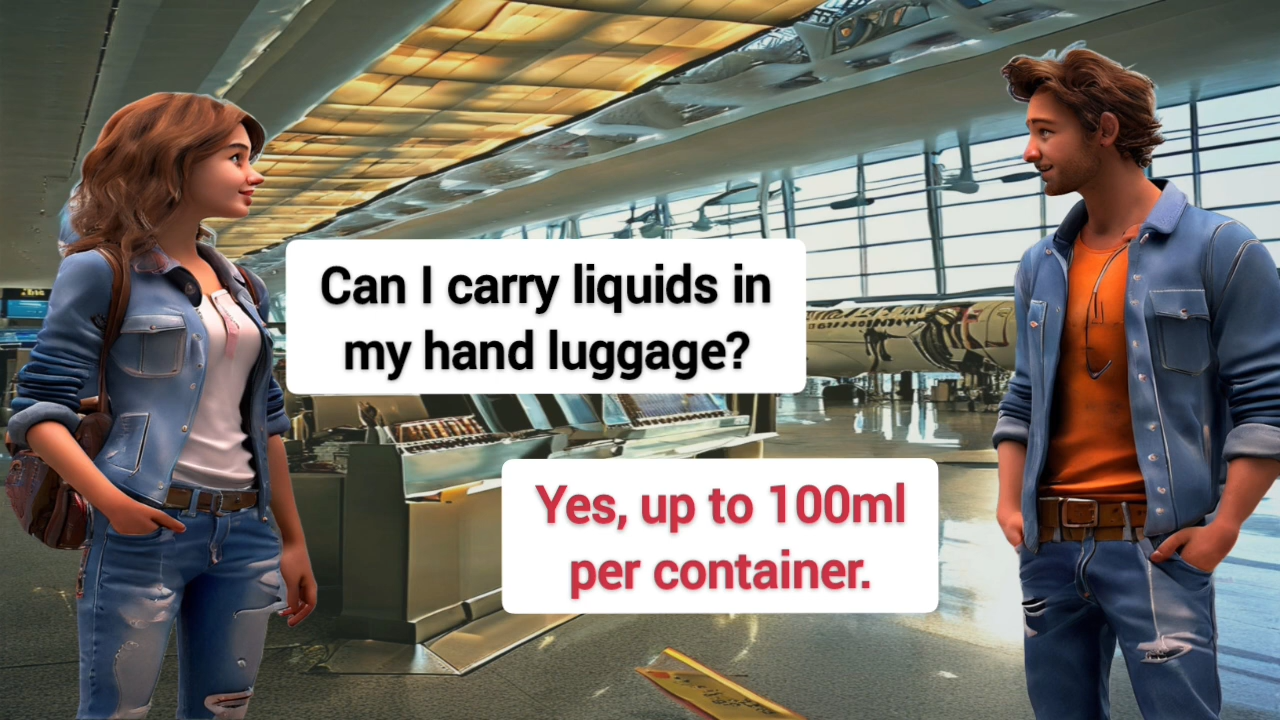 Can I carry liquids in
my hand luggage?
Yes, up to 100ml
per container.